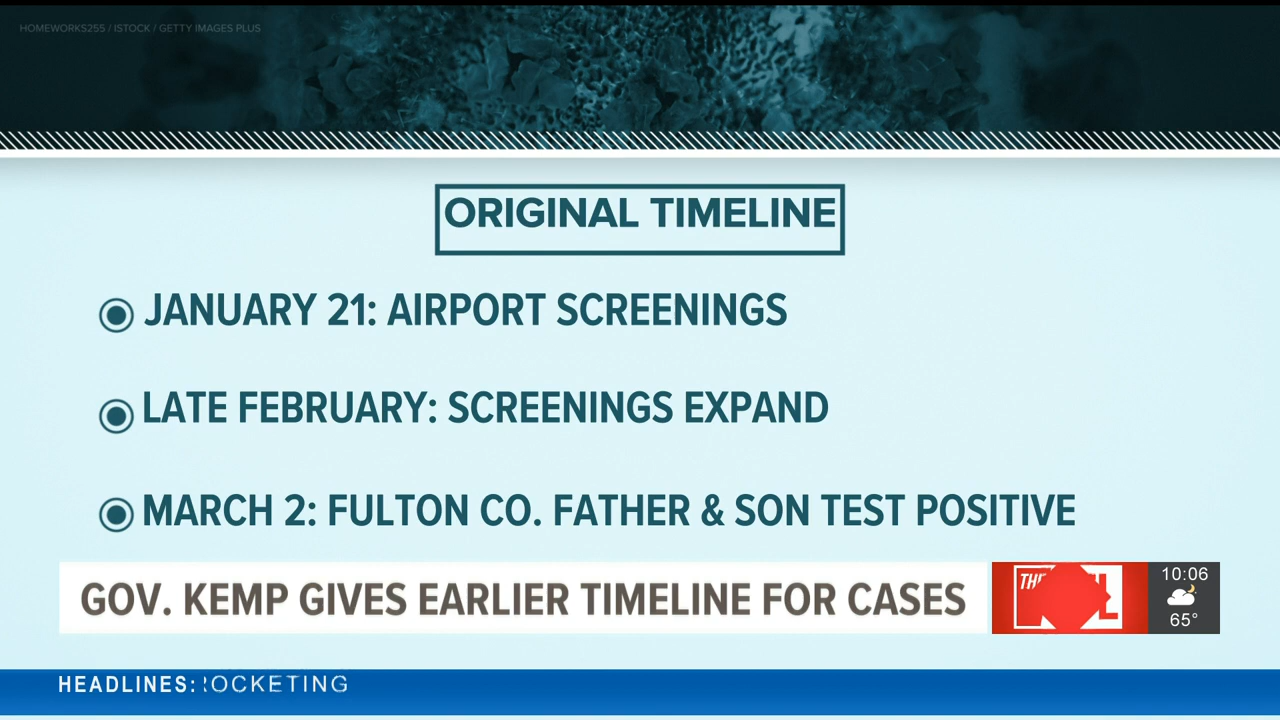 HOMEWORKS255 / ISTOCK / GETTY IMAGES PLUS
ORIGINAL TIMELINE
JANUARY 21: AIRPORT SCREENINGS
LATE FEBRUARY: SCREENINGS EXPAND
MARCH 2: FULTON CO. FATHER & SON TEST POSITIVE
GOV. KEMP GIVES EARLIER TIMELINE FOR CASES
10:06
65°
HEADLINES: